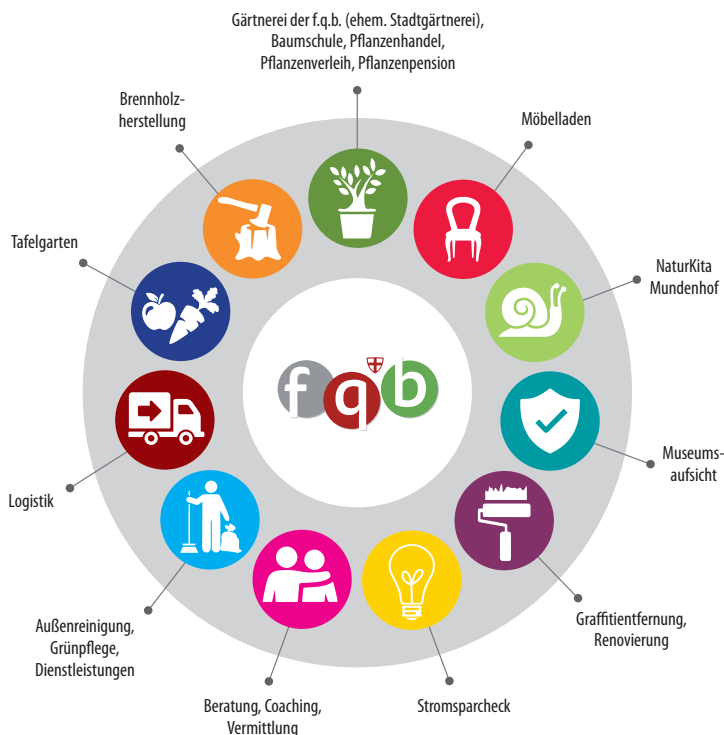 Gärtnerei der f.q.b. (ehem. Stadtgärtnerei),
Baumschule, Pflanzenhandel,
Pflanzenverleih, Pflanzenpension
Möbelladen
NaturKita
Mundenhof
Museums-
aufsicht
Graffitientfernung,
Renovierung
Stromsparcheck
Beratung, Coaching,
Vermittlung
Außenreinigung,
Grünpflege,
Dienstleistungen
Logistik
Tafelgarten
Brennholz-
herstellung
fqb